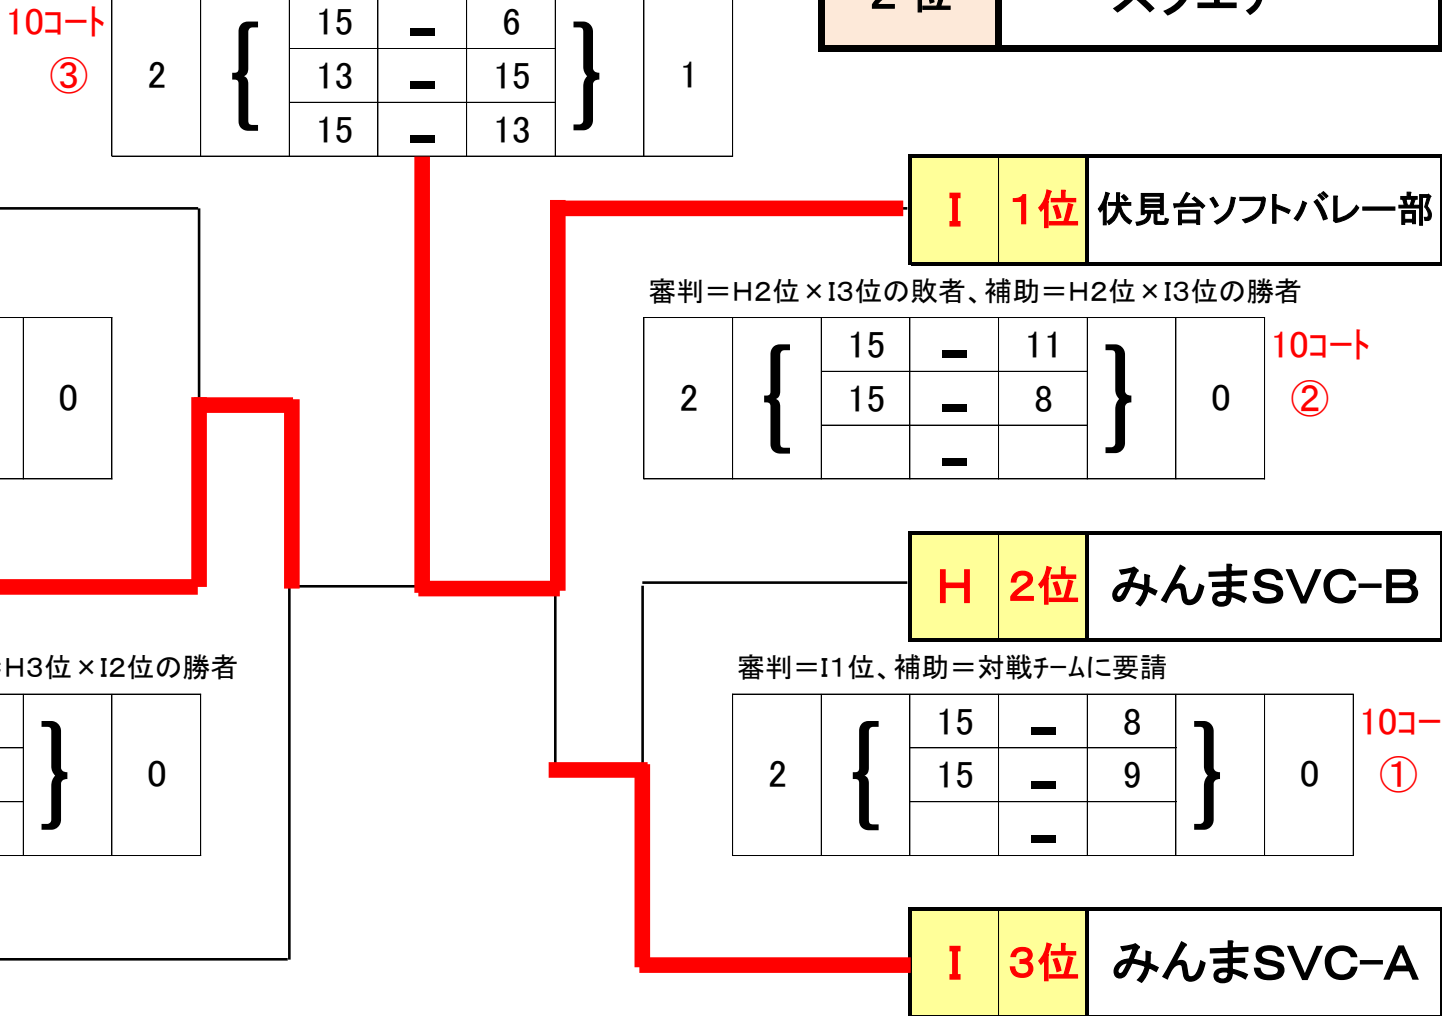 10コート
③
2 { 15 - 6 } 1
13 - 15
15 - 13
I 1位 伏見台ソフトバレー部
審判＝H2位×I3位の敗者、補助＝H2位×I3位の勝者
2 { 15 - 11 } 0
15 - 8
-
10コート
②
0
H 2位 みんまSVC-B
H3位×I2位の勝者
} 0
審判＝I1位、補助＝対戦チームに要請
2 { 15 - 8 } 0
15 - 9
-
10コー
①
I 3位 みんまSVC-A